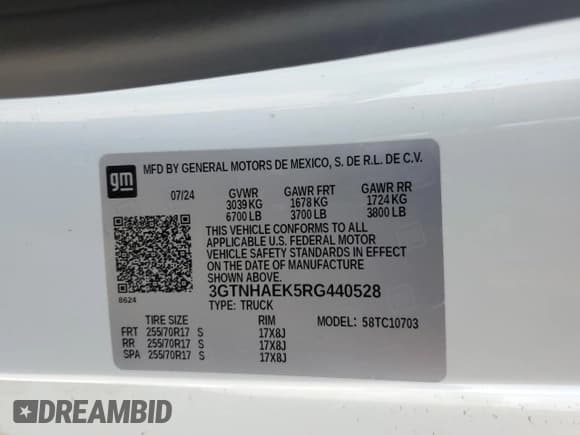 gm
MFD BY GENERAL MOTORS DE MEXICO, S. DE R.L. DE C.V.
07/24 GVWR GAWR FRT GAWR RR
3039 KG 1678 KG 1724 KG
6700 LB 3700 LB 3800 LB
THIS VEHICLE CONFORMS TO ALL
APPLICABLE U.S. FEDERAL MOTOR
VEHICLE SAFETY STANDARDS IN EFFECT
ON THE DATE OF MANUFACTURE
SHOWN ABOVE.
8624
3GTNHAEK5RG440528
TYPE: TRUCK
TIRE SIZE RIM MODEL: 58TC10703
FRT 255/70R17 S 17X8J
RR 255/70R17 S 17X8J
SPA 255/70R17 S 17X8J
DREAMBID